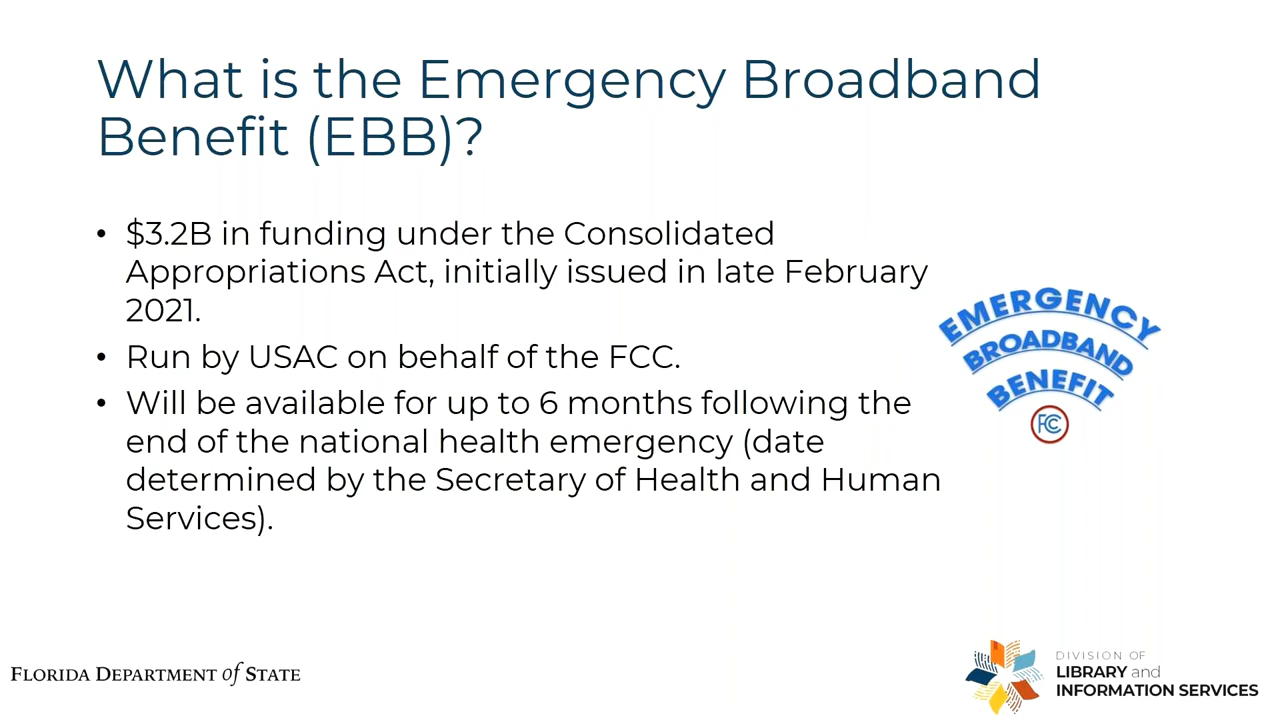 What is the Emergency Broadband
Benefit (EBB)?
• $3.2B in funding under the Consolidated
Appropriations Act, initially issued in late February
2021.
• Run by USAC on behalf of the FCC.
• Will be available for up to 6 months following the
end of the national health emergency (date
determined by the Secretary of Health and Human
Services).
EMERGENCY
BROADBAND
BENEFIT
FCC
FLORIDA DEPARTMENT of STATE
DIVISION OF
LIBRARY and
INFORMATION SERVICES